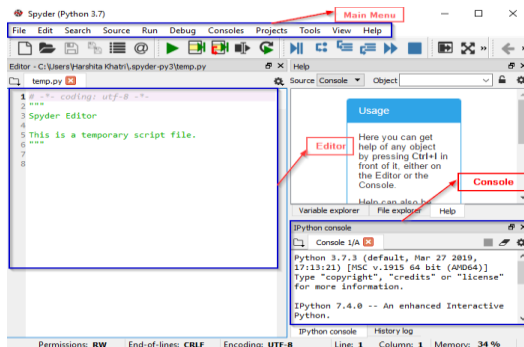 Spyder (Python 3.7)
Main Menu
File Edit Search Source Run Debug Consoles Projects Tools View Help
Editor - C:\Users\Harshita Khatri\.spyder-py3\temp.py
Help
temp.py
Source Console Object
1 # -*- coding: utf-8 -*-
2 """
3 Spyder Editor
4
5 This is a temporary script file.
6 """
7
8
Editor
Usage
Here you can get
help of any object
by pressing Ctrl+I in
front of it, either on
the Editor or the
Console.
Help can also be
Console
Variable explorer File explorer Help
IPython console
Console 1/A
Python 3.7.3 (default, Mar 27 2019,
17:13:21) [MSC v.1915 64 bit (AMD64)]
Type "copyright", "credits" or "license"
for more information.
IPython 7.4.0 -- An enhanced Interactive
Python.
IPython console History log
Permissions: RW End-of-lines: CRLF Encoding: UTF-8 Line: 1 Column: 1 Memory: 34 %